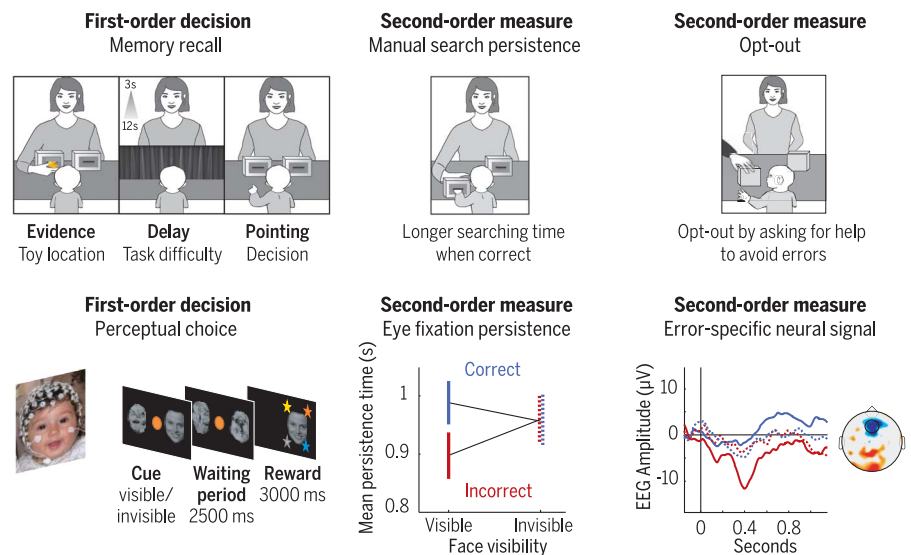 First-order decision
Memory recall
Second-order measure
Manual search persistence
Second-order measure
Opt-out
3s
12s
Evidence
Toy location
Delay
Task difficulty
Pointing
Decision
Longer searching time
when correct
Opt-out by asking for help
to avoid errors
First-order decision
Perceptual choice
Second-order measure
Eye fixation persistence
Second-order measure
Error-specific neural signal
Cue
visible/
invisible
Waiting
period
2500 ms
Reward
3000 ms
Mean persistence time (s)
1
0.9
0.8
Correct
Incorrect
Visible
Invisible
Face visibility
EEG Amplitude (µV)
10
0
-10
0
0.4
0.8
Seconds